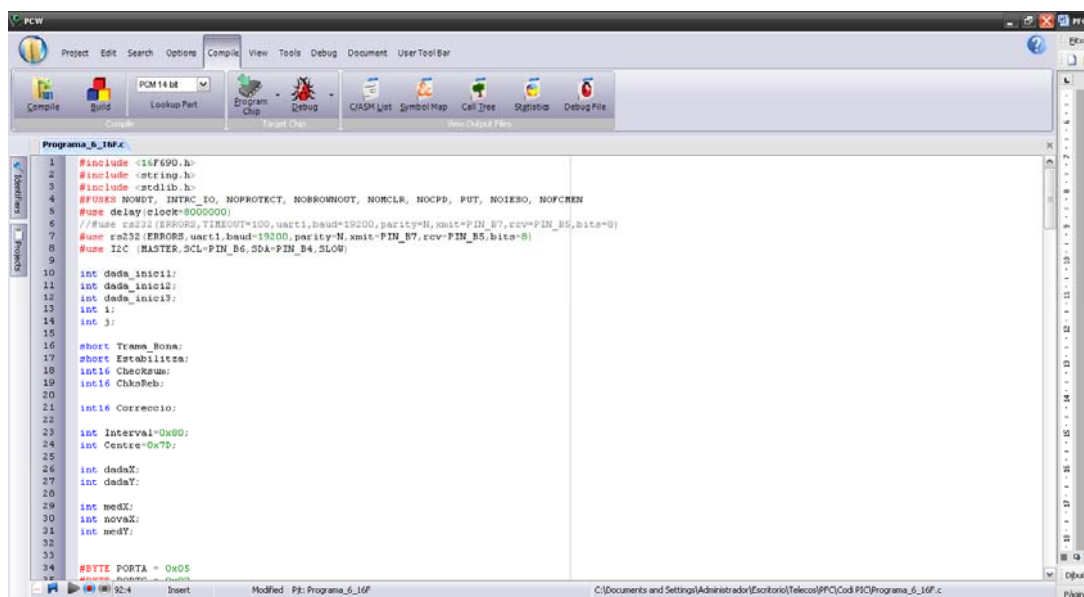 PCW
Project Edit Search Options Compile View Tools Debug Document User Tool Bar
PCM 14 bit
Compile Build Lookup Part Program Chip Debug C/ASM List Symbol Map Call Tree Statistics Debug File
Compile Target Chip View Output Files
Programa_6_16F.c
Identifiers
Projects
1 #include <16F690.h>
2 #include <string.h>
3 #include <stdlib.h>
4 #FUSES NOWDT, INTRC_IO, NOPROTECT, NOBROWNOUT, NOMCLR, NOCPD, PUT, NOIESO, NOFCMEN
5 #use delay(clock=8000000)
6 //#use rs232(ERRORS,TIMEOUT=100,uart1,baud=19200,parity=N,xmit=PIN_B7,rcv=PIN_B5,bits=8)
7 #use rs232(ERRORS,uart1,baud=19200,parity=N,xmit=PIN_B7,rcv=PIN_B5,bits=8)
8 #use I2C (MASTER,SCL=PIN_B6,SDA=PIN_B4,SLOW)
9
10 int dada_inici1;
11 int dada_inici2;
12 int dada_inici3;
13 int i;
14 int j;
15
16 short Trama_Bona;
17 short Estabilitza;
18 int16 Checksum;
19 int16 ChksReb;
20
21 int16 Correccio;
22
23 int Interval=0x80;
24 int Centre=0x7D;
25
26 int dadaX;
27 int dadaY;
28
29 int medX;
30 int novaX;
31 int medY;
32
33
34 #BYTE PORTA = 0x05
92:4 Insert Modified Pjt: Programa_6_16F C:\Documents and Settings\Administrador\Escritorio\Telecos\PFC\Codi PIC\Programa_6_16F.c